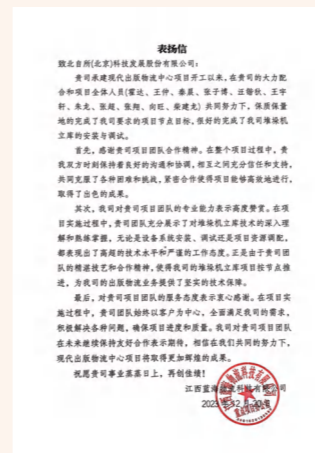 表扬信
致北自所(北京)科技发展股份有限公司：
贵司承建现代出版物流中心项目开工以来，在贵司的大力配
合和项目全体人员(霍达、王仲、秦晨、张子博、汪锴钦、王宇
轩、朱龙、张超、张翔、向旺、柴建龙)共同努力下，保质保量
地的完成了我司要求的项目节点目标，很好的完成了我司堆垛机
立库的安装与调试。
首先，感谢贵司项目团队合作精神。在整个项目过程中，贵
我双方时刻保持着良好的沟通和协调，相互之间充分信任和支持，
共同克服了各种困难和挑战，紧密合作使得项目能够高效地进行，
取得了出色的成果。
其次，我司对贵司项目团队的专业能力表示高度赞赏。在项
目实施过程中，贵司团队充分展示了对堆垛机立库技术的深入理
解和熟练掌握，无论是设备系统安装、调试还是项目资源调配，
都表现出了高超的技术水平和严谨的工作态度。正是由于贵司团
队的精湛技艺和合作精神，使得我司的堆垛机立库项目按节点推
进，为我司的出版物流业务提供了坚实的技术保障。
最后，对贵司项目团队的服务态度表示衷心感谢。在项目实
施过程中，贵司团队始终以客户为中心，全面满足我司的需求，
积极解决各种问题，确保项目进度和质量。我司对贵司项目团队
在未来继续保持友好合作表示期待，相信在我们共同的努力下，
现代出版物流中心项目将取得更加辉煌的成果。
祝愿贵司事业蒸蒸日上，再创佳绩！
江西蓝海物流科技有限公司